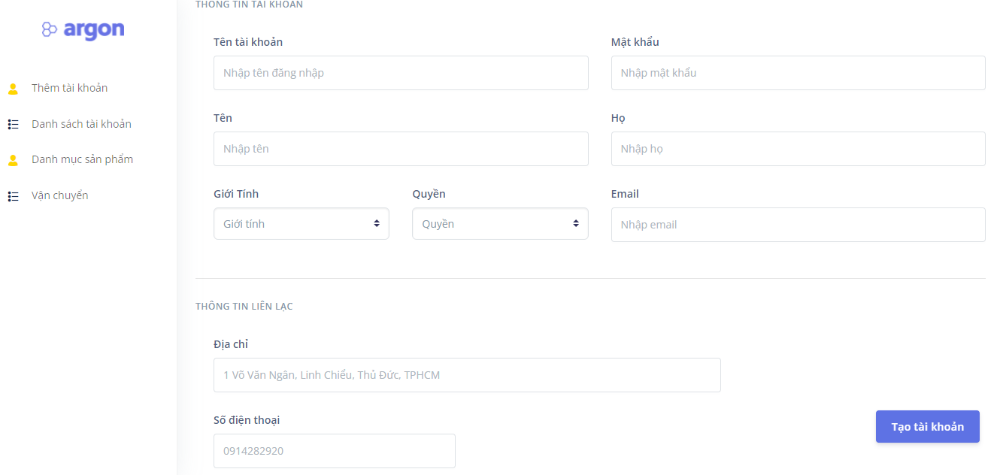 argon
Thêm tài khoản
Danh sách tài khoản
Danh mục sản phẩm
Vận chuyển
THÔNG TIN TÀI KHOẢN
Tên tài khoản
Nhập tên đăng nhập
Mật khẩu
Nhập mật khẩu
Tên
Nhập tên
Họ
Nhập họ
Giới Tính
Giới tính
Quyền
Quyền
Email
Nhập email
THÔNG TIN LIÊN LẠC
Địa chỉ
1 Võ Văn Ngân, Linh Chiểu, Thủ Đức, TPHCM
Số điện thoại
0914282920
Tạo tài khoản